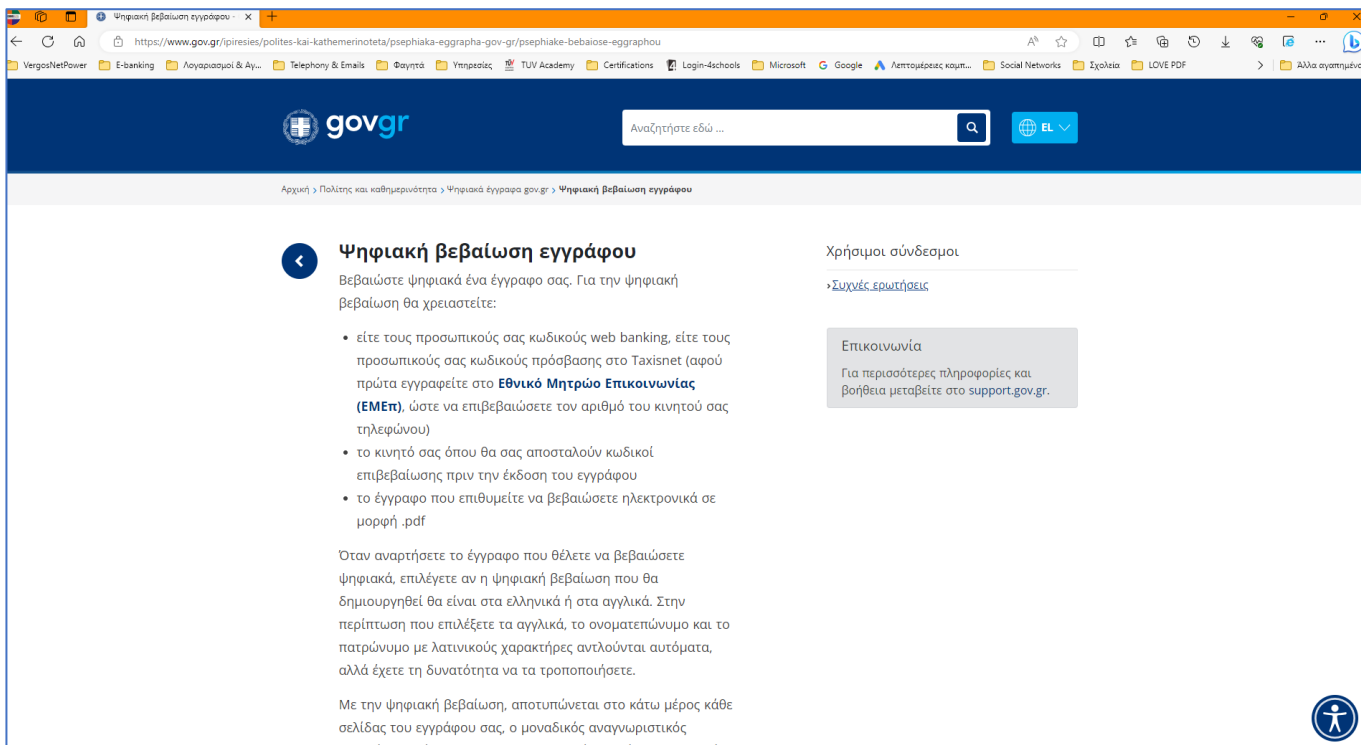 Ψηφιακή βεβαίωση εγγράφου -
https://www.gov.gr/ipiresies/polites-kai-kathemerinoteta/psephiaka-eggrapha-gov-gr/psephiake-bebaiose-eggraphou
VergosNetPower E-banking Λογαριασμοί & Αγ... Telephony & Emails Φαγητά Υπηρεσίες TUV Academy Certifications Login-4schools Microsoft Google Λεπτομέρειες καμπ... Social Networks Σχολεία LOVE PDF Άλλα αγαπημένα
govgr
Αναζητήστε εδώ ...
EL
Αρχική › Πολίτης και καθημερινότητα › Ψηφιακά έγγραφα gov.gr › Ψηφιακή βεβαίωση εγγράφου
Ψηφιακή βεβαίωση εγγράφου
Βεβαιώστε ψηφιακά ένα έγγραφο σας. Για την ψηφιακή
βεβαίωση θα χρειαστείτε:
• είτε τους προσωπικούς σας κωδικούς web banking, είτε τους
προσωπικούς σας κωδικούς πρόσβασης στο Taxisnet (αφού
πρώτα εγγραφείτε στο Εθνικό Μητρώο Επικοινωνίας
(ΕΜΕπ), ώστε να επιβεβαιώσετε τον αριθμό του κινητού σας
τηλεφώνου)
• το κινητό σας όπου θα σας αποσταλούν κωδικοί
επιβεβαίωσης πριν την έκδοση του εγγράφου
• το έγγραφο που επιθυμείτε να βεβαιώσετε ηλεκτρονικά σε
μορφή .pdf
Όταν αναρτήσετε το έγγραφο που θέλετε να βεβαιώσετε
ψηφιακά, επιλέγετε αν η ψηφιακή βεβαίωση που θα
δημιουργηθεί θα είναι στα ελληνικά ή στα αγγλικά. Στην
περίπτωση που επιλέξετε τα αγγλικά, το ονοματεπώνυμο και το
πατρώνυμο με λατινικούς χαρακτήρες αντλούνται αυτόματα,
αλλά έχετε τη δυνατότητα να τα τροποποιήσετε.
Με την ψηφιακή βεβαίωση, αποτυπώνεται στο κάτω μέρος κάθε
σελίδας του εγγράφου σας, ο μοναδικός αναγνωριστικός
Χρήσιμοι σύνδεσμοι
› Συχνές ερωτήσεις
Επικοινωνία
Για περισσότερες πληροφορίες και
βοήθεια μεταβείτε στο support.gov.gr.